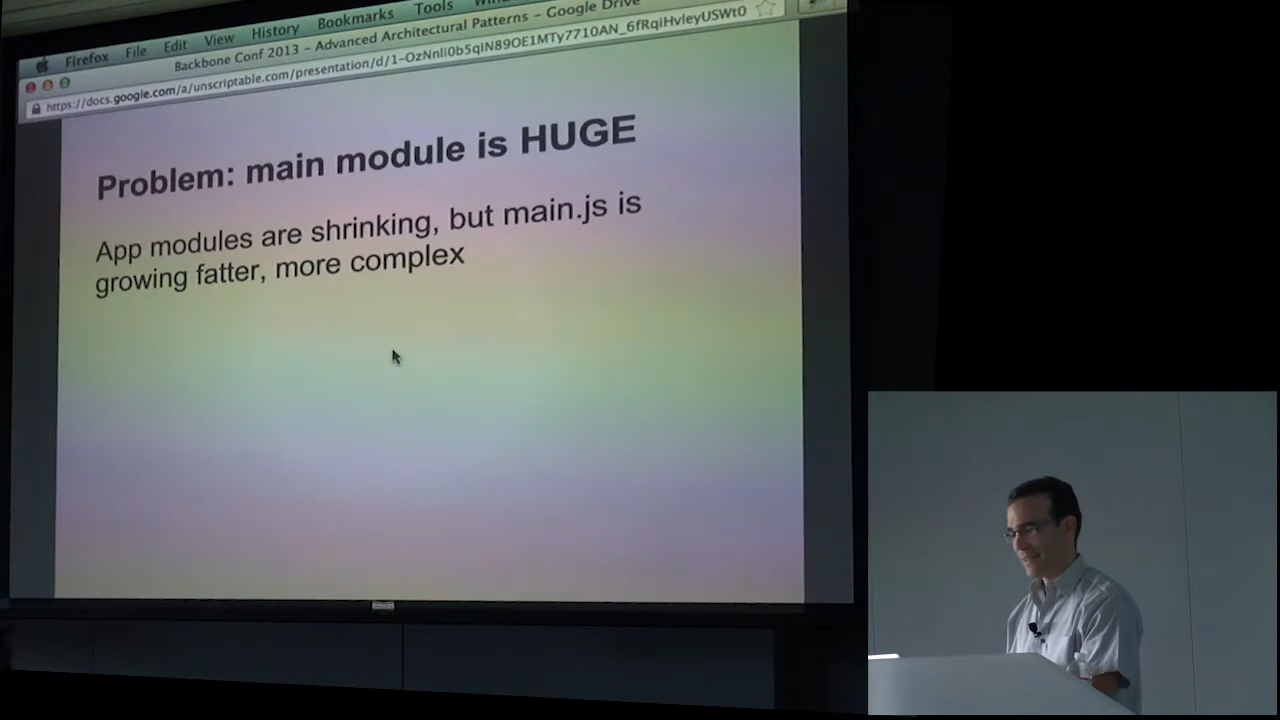 Firefox File Edit View History Bookmarks Tools
Backbone Conf 2013 – Advanced Architectural Patterns – Google Drive
https://docs.google.com/a/unscriptable.com/presentation/d/
Problem: main module is HUGE
App modules are shrinking, but main.js is
growing fatter, more complex